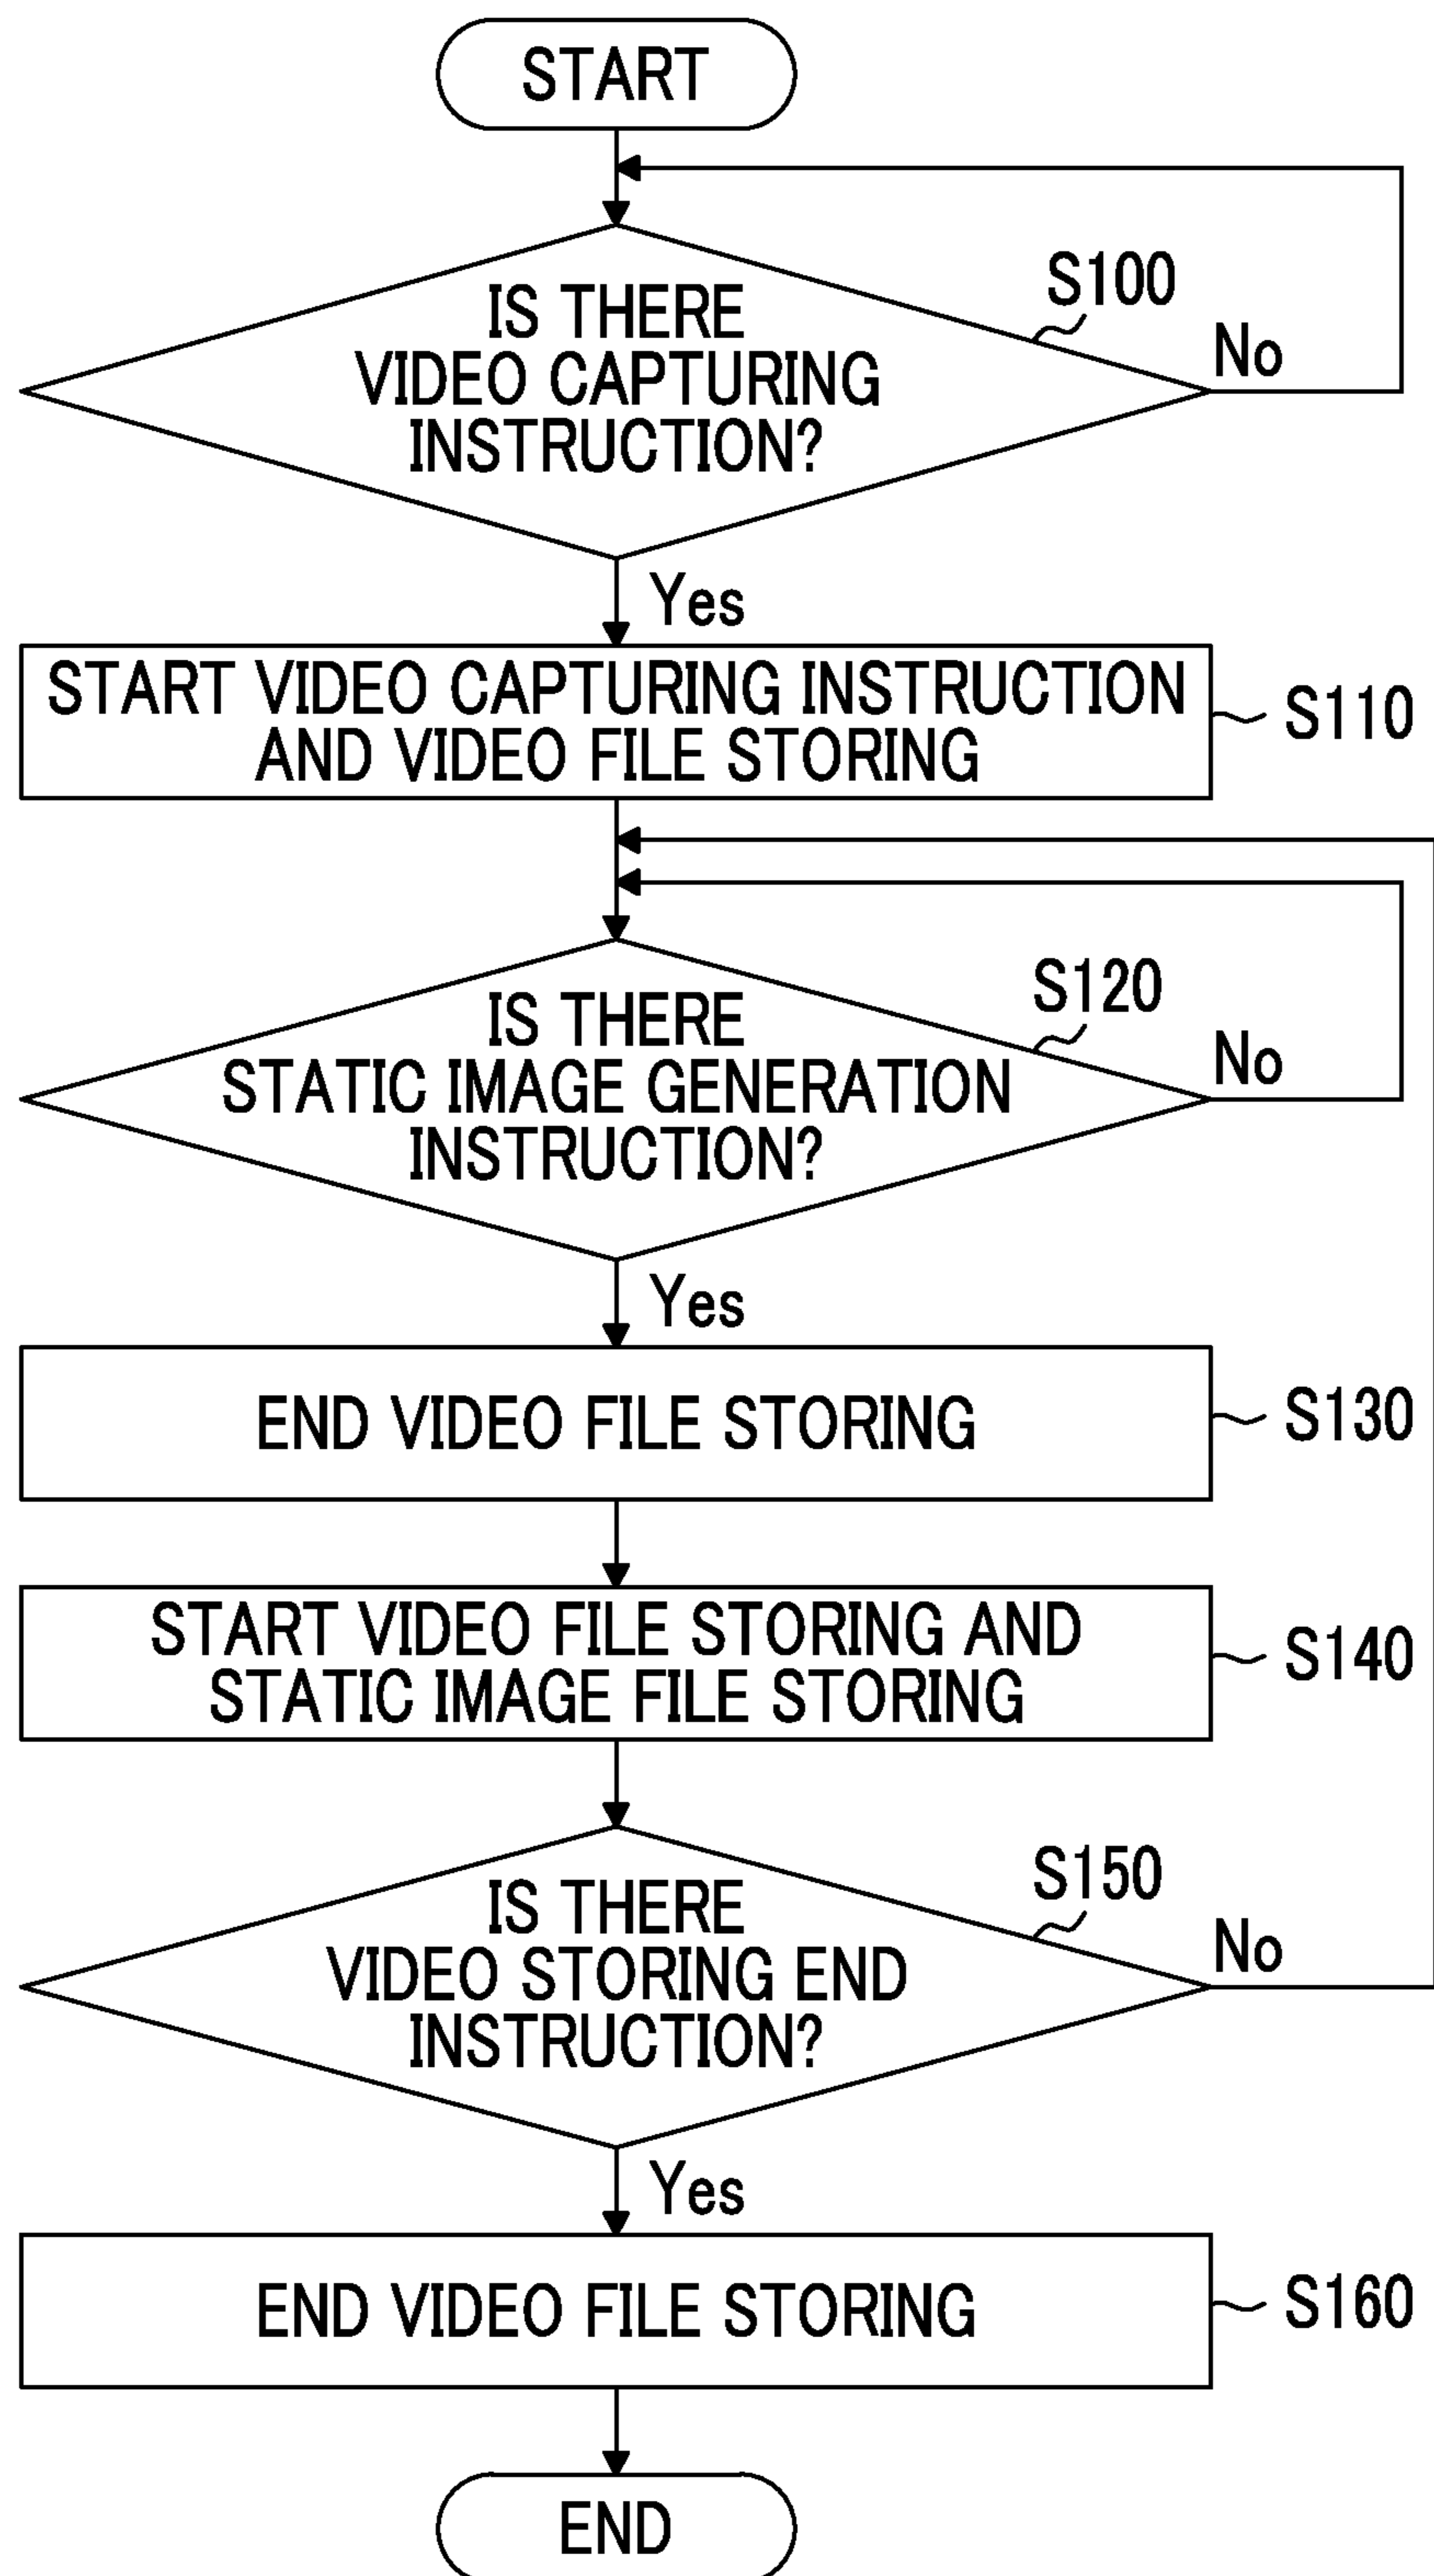 START
IS THERE
VIDEO CAPTURING
INSTRUCTION?
S100
No
Yes
START VIDEO CAPTURING INSTRUCTION
AND VIDEO FILE STORING
S110
IS THERE
STATIC IMAGE GENERATION
INSTRUCTION?
S120
No
Yes
END VIDEO FILE STORING
S130
START VIDEO FILE STORING AND
STATIC IMAGE FILE STORING
S140
IS THERE
VIDEO STORING END
INSTRUCTION?
S150
No
Yes
END VIDEO FILE STORING
S160
END